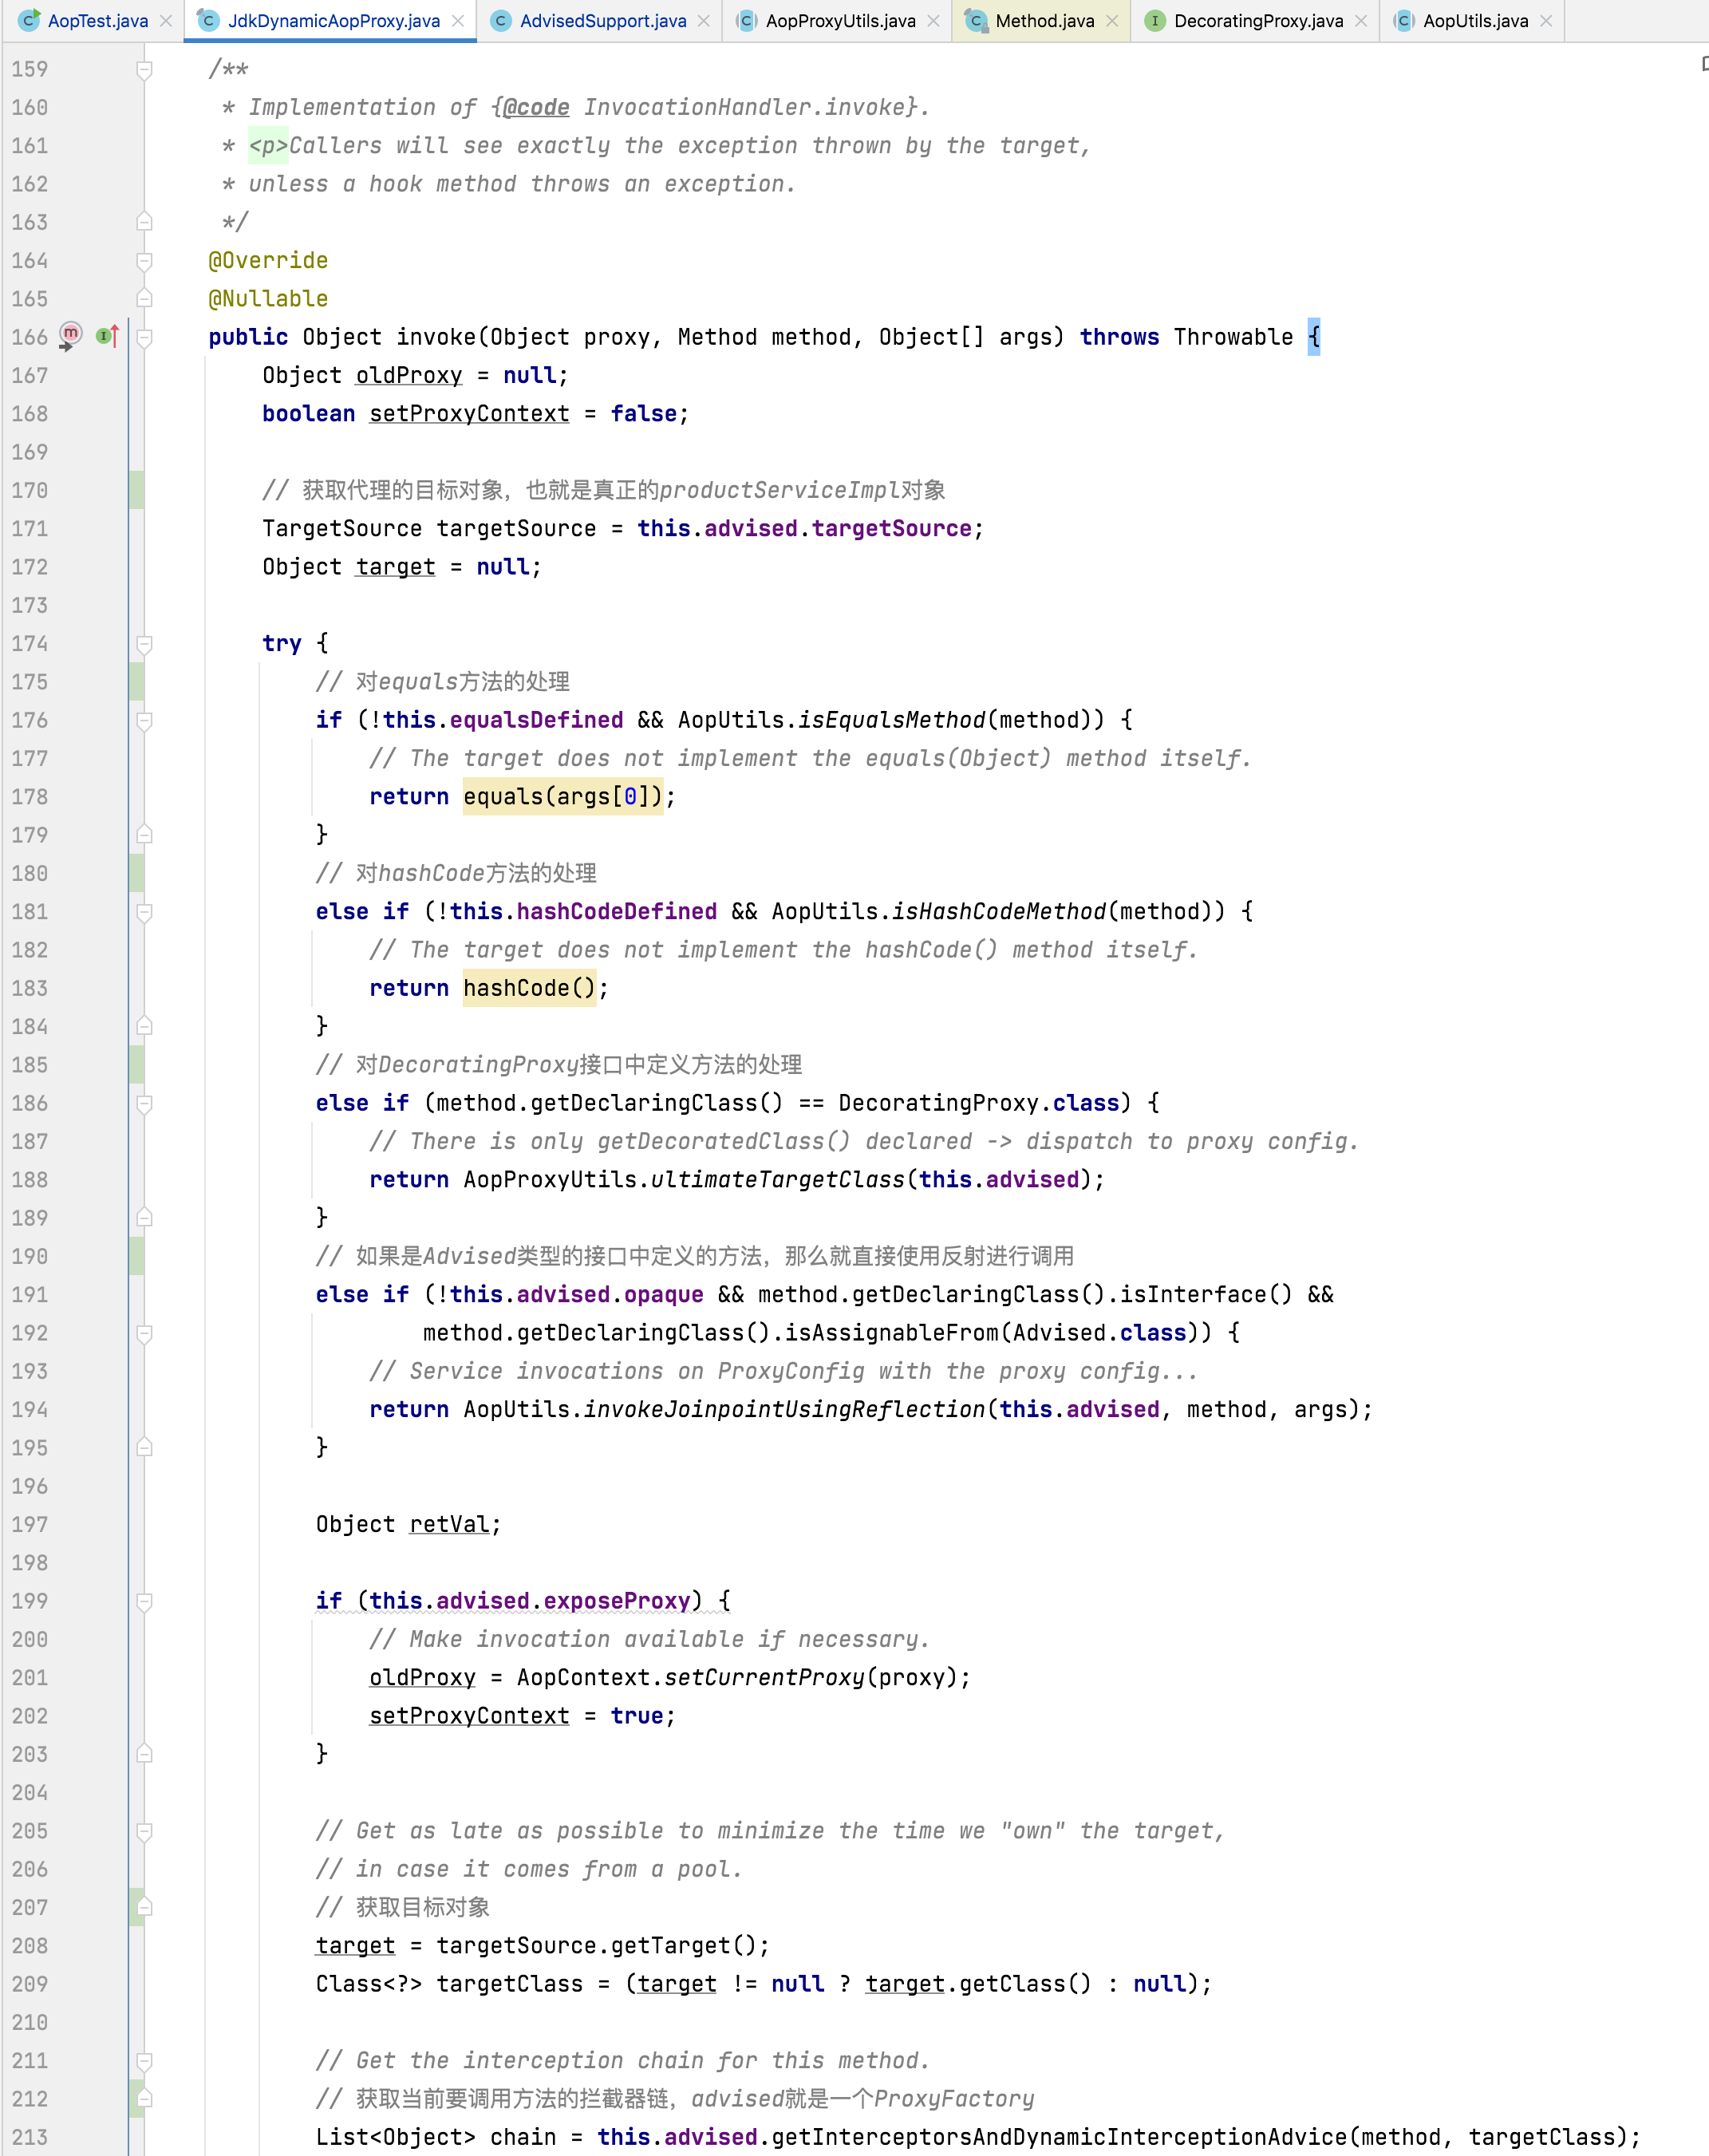 AopTest.java JdkDynamicAopProxy.java AdvisedSupport.java AopProxyUtils.java Method.java DecoratingProxy.java AopUtils.java
159 /**
160 * Implementation of {@code InvocationHandler.invoke}.
161 * <p>Callers will see exactly the exception thrown by the target,
162 * unless a hook method throws an exception.
163 */
164 @Override
165 @Nullable
166 public Object invoke(Object proxy, Method method, Object[] args) throws Throwable {
167 Object oldProxy = null;
168 boolean setProxyContext = false;
169
170 // 获取代理的目标对象，也就是真正的productServiceImpl对象
171 TargetSource targetSource = this.advised.targetSource;
172 Object target = null;
173
174 try {
175 // 对equals方法的处理
176 if (!this.equalsDefined && AopUtils.isEqualsMethod(method)) {
177 // The target does not implement the equals(Object) method itself.
178 return equals(args[0]);
179 }
180 // 对hashCode方法的处理
181 else if (!this.hashCodeDefined && AopUtils.isHashCodeMethod(method)) {
182 // The target does not implement the hashCode() method itself.
183 return hashCode();
184 }
185 // 对DecoratingProxy接口中定义方法的处理
186 else if (method.getDeclaringClass() == DecoratingProxy.class) {
187 // There is only getDecoratedClass() declared -> dispatch to proxy config.
188 return AopProxyUtils.ultimateTargetClass(this.advised);
189 }
190 // 如果是Advised类型的接口中定义的方法，那么就直接使用反射进行调用
191 else if (!this.advised.opaque && method.getDeclaringClass().isInterface() &&
192 method.getDeclaringClass().isAssignableFrom(Advised.class)) {
193 // Service invocations on ProxyConfig with the proxy config...
194 return AopUtils.invokeJoinpointUsingReflection(this.advised, method, args);
195 }
196
197 Object retVal;
198
199 if (this.advised.exposeProxy) {
200 // Make invocation available if necessary.
201 oldProxy = AopContext.setCurrentProxy(proxy);
202 setProxyContext = true;
203 }
204
205 // Get as late as possible to minimize the time we "own" the target,
206 // in case it comes from a pool.
207 // 获取目标对象
208 target = targetSource.getTarget();
209 Class<?> targetClass = (target != null ? target.getClass() : null);
210
211 // Get the interception chain for this method.
212 // 获取当前要调用方法的拦截器链，advised就是一个ProxyFactory
213 List<Object> chain = this.advised.getInterceptorsAndDynamicInterceptionAdvice(method, targetClass);